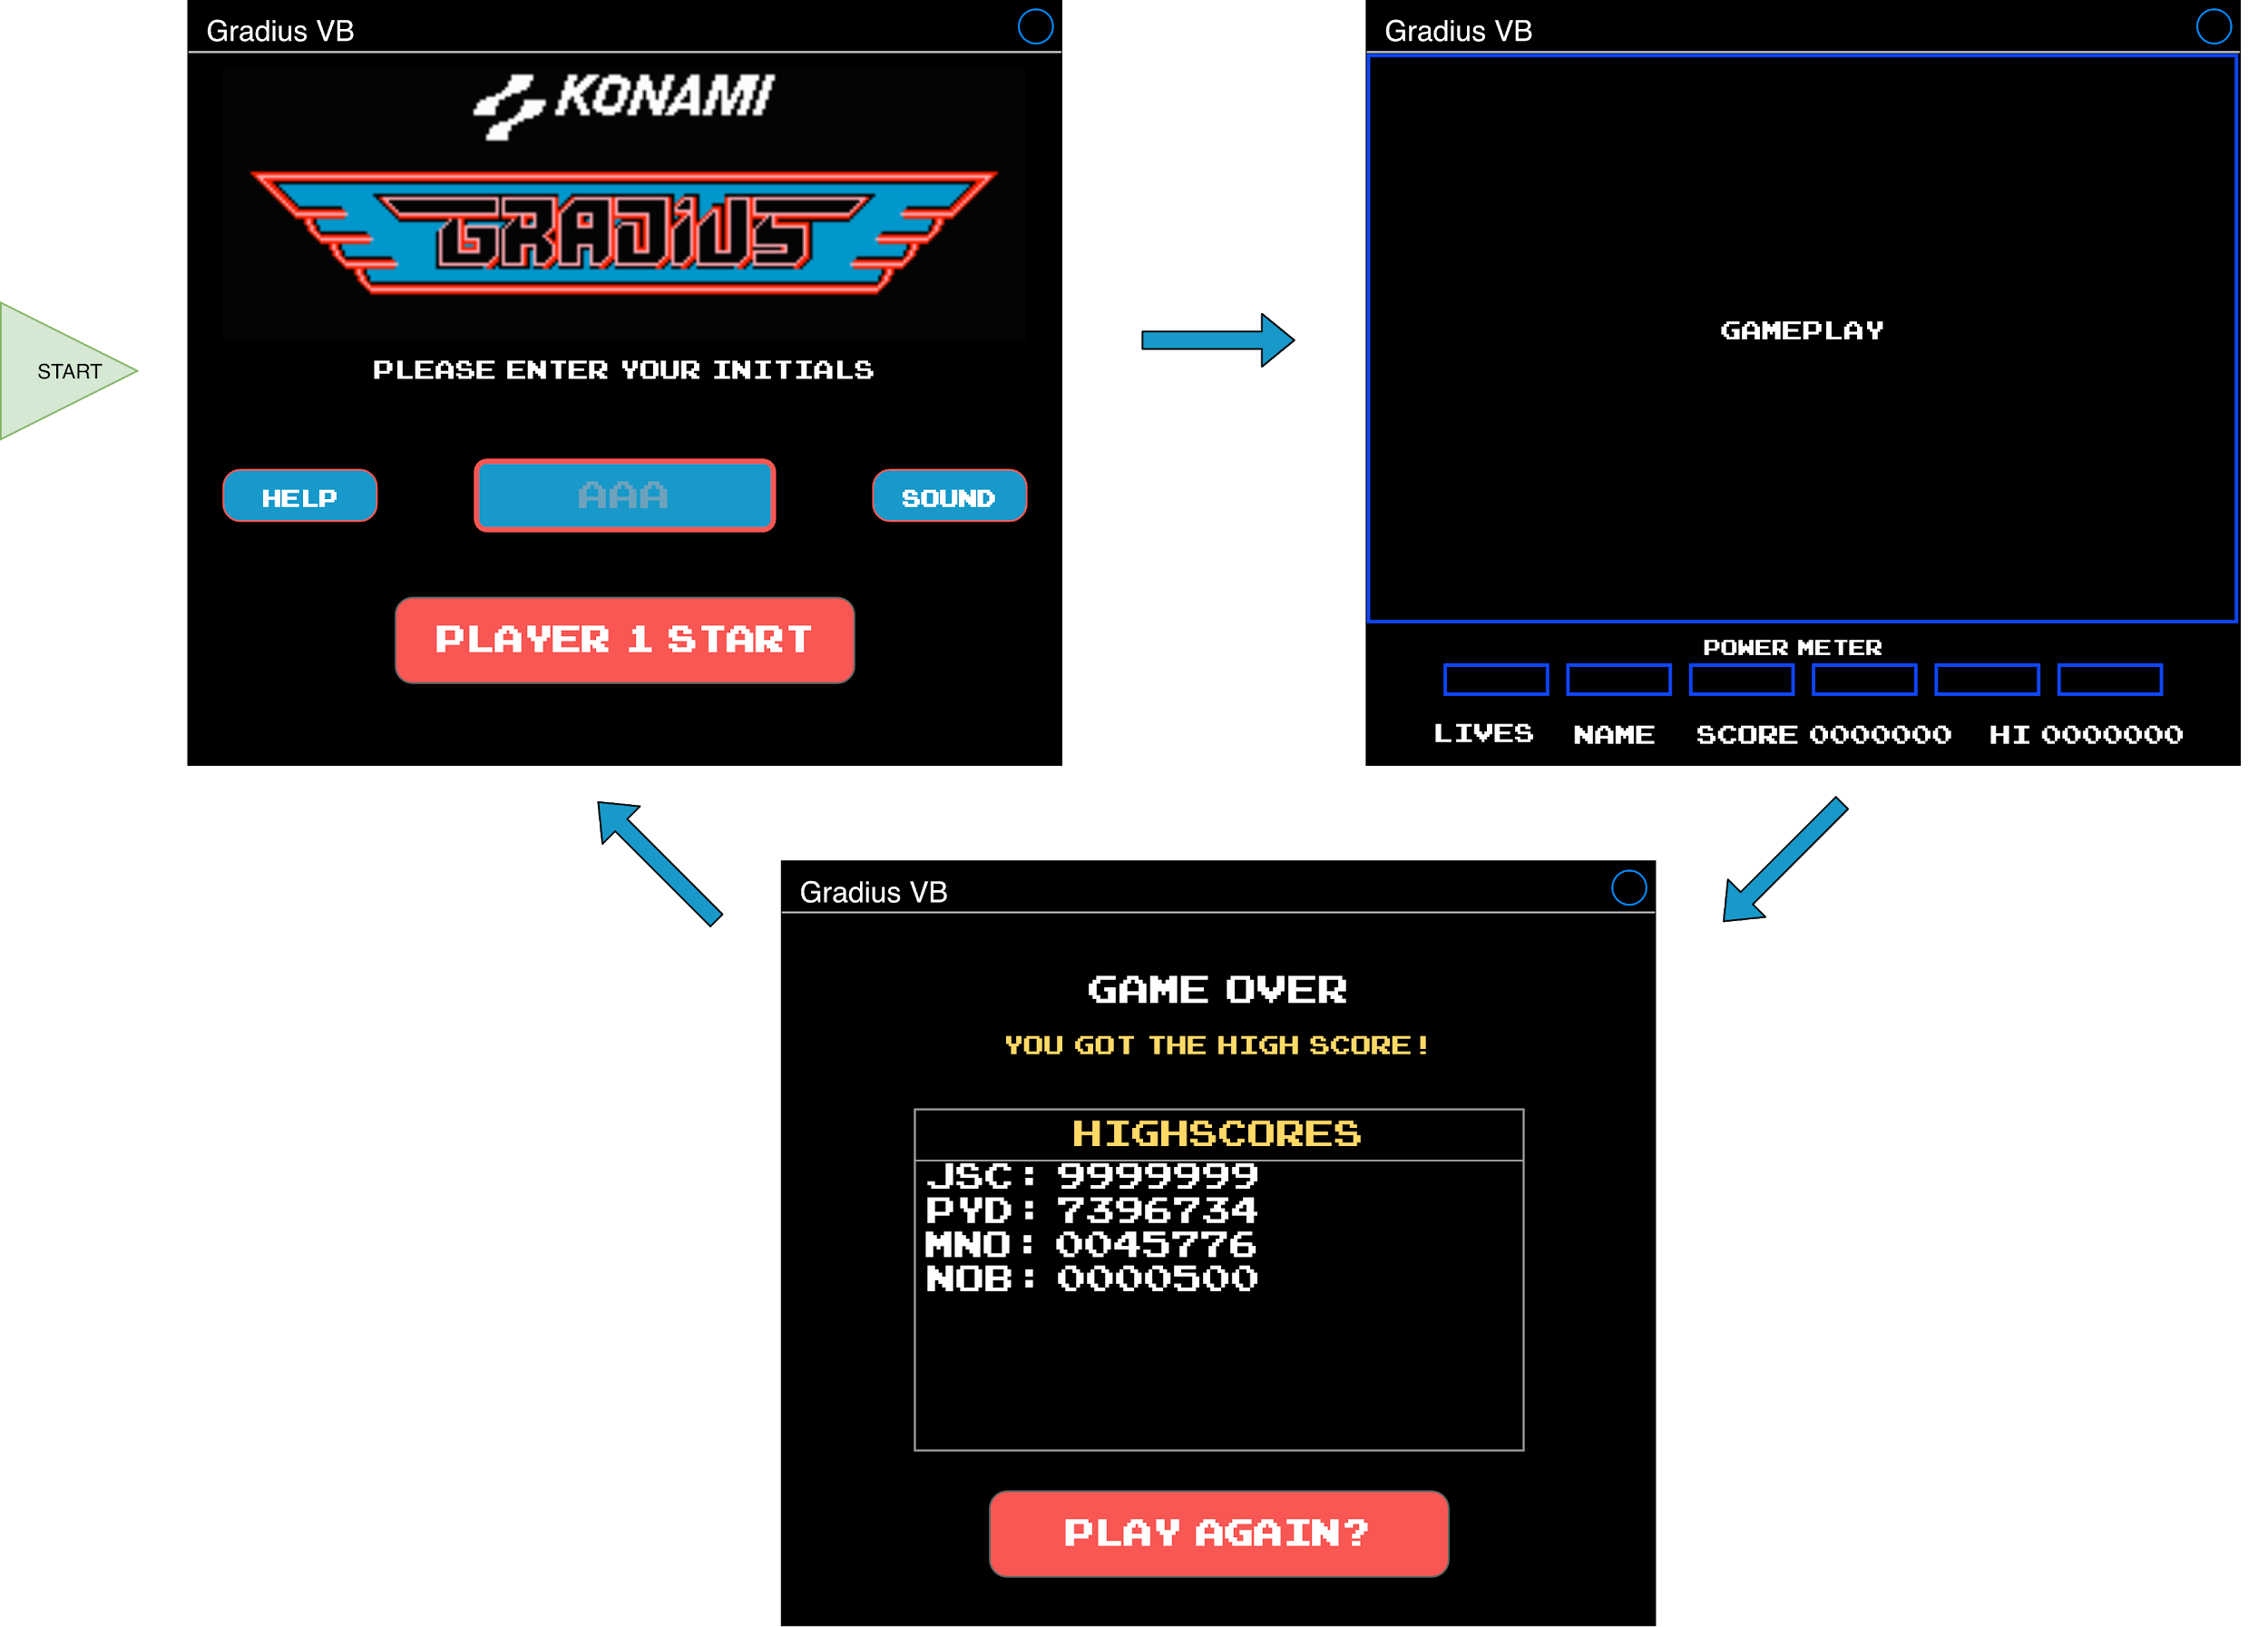 START
Gradius VB
KONAMI
GRADIUS
PLEASE ENTER YOUR INITIALS
HELP
AAA
SOUND
PLAYER 1 START
Gradius VB
GAMEPLAY
POWER METER
LIVES NAME SCORE 0000000 HI 0000000
Gradius VB
GAME OVER
YOU GOT THE HIGH SCORE!
HIGHSCORES
JSC: 9999999
PYD: 7396734
MNO: 0045776
NOB: 0000500
PLAY AGAIN?